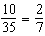 10/35 = 2/7